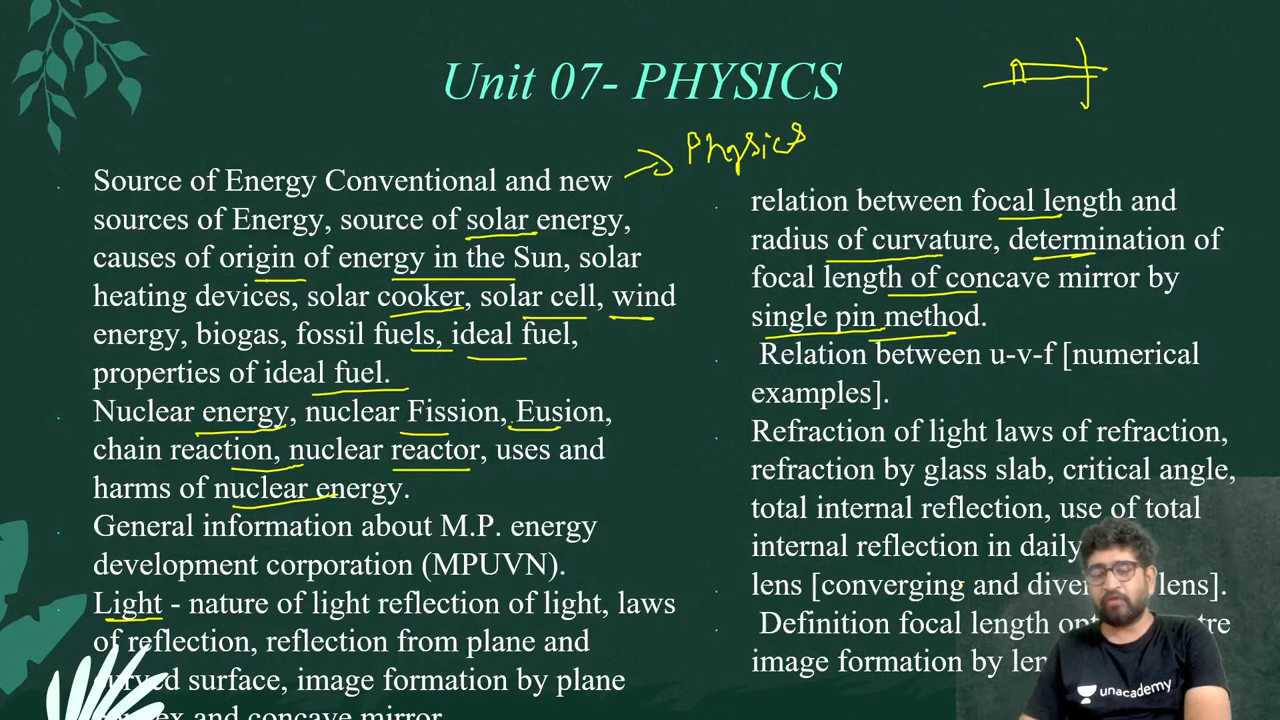 Unit 07- PHYSICS
Physics
Source of Energy Conventional and new
sources of Energy, source of solar energy,
causes of origin of energy in the Sun, solar
heating devices, solar cooker, solar cell, wind
energy, biogas, fossil fuels, ideal fuel,
properties of ideal fuel.
Nuclear energy, nuclear Fission, Eusion,
chain reaction, nuclear reactor, uses and
harms of nuclear energy.
General information about M.P. energy
development corporation (MPUVN).
Light - nature of light reflection of light, laws
of reflection, reflection from plane and
surface, image formation by plane
and concave mirror
relation between focal length and
radius of curvature, determination of
focal length of concave mirror by
single pin method.
Relation between u-v-f [numerical
examples].
Refraction of light laws of refraction,
refraction by glass slab, critical angle,
total internal reflection, use of total
internal reflection in daily
lens [converging and lens].
Definition focal length
image formation by
unacademy